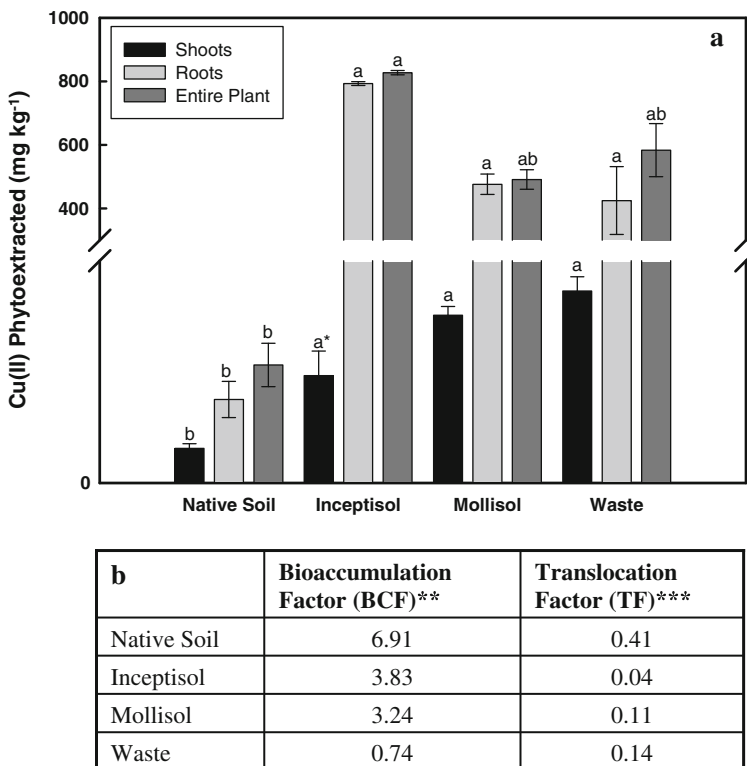 1000
a
Shoots
Roots
Entire Plant
a a
800
ab
600
a ab a
400
Cu(II) Phytoextracted (mg kg-1)
a
a
b
a*
b
b
0
Native Soil Inceptisol Mollisol Waste
b Bioaccumulation Factor (BCF)** Translocation Factor (TF)***
Native Soil 6.91 0.41
Inceptisol 3.83 0.04
Mollisol 3.24 0.11
Waste 0.74 0.14